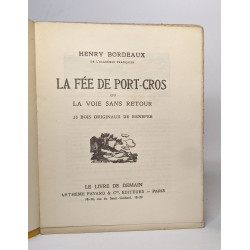 HENRY BORDEAUX
DE L'ACADÉMIE FRANÇAISE
LA FÉE DE PORT-CROS
OU
LA VOIE SANS RETOUR
BOIS ORIGINAUX DE
LE LIVRE DE DEMAIN
ARTHÈME FAYARD & Cie, ÉDITEURS — PARIS